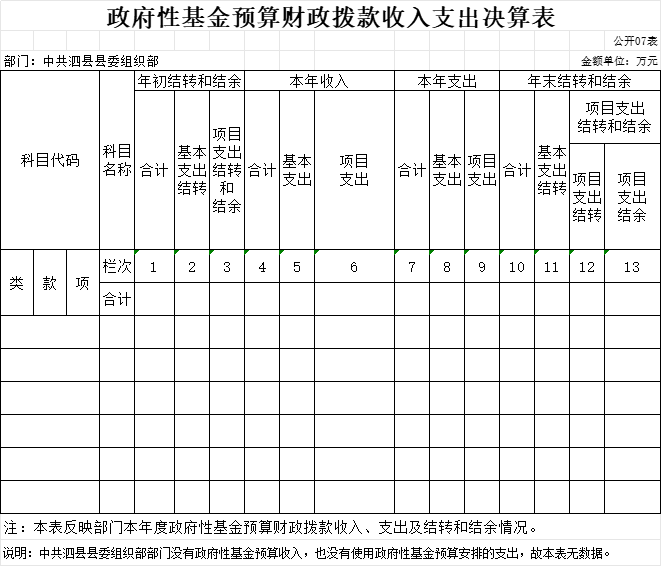 政府性基金预算财政拨款收入支出决算表
公开07表
部门：中共泗县县委组织部 金额单位：万元
科目代码 科目名称 年初结转和结余 本年收入 本年支出 年末结转和结余
合计 基本支出结转 项目支出结转和结余 合计 基本支出 项目支出 合计 基本支出 项目支出 合计 基本支出结转 项目支出结转和结余
项目支出结转 项目支出结余
类 款 项 栏次 1 2 3 4 5 6 7 8 9 10 11 12 13
合计
注：本表反映部门本年度政府性基金预算财政拨款收入、支出及结转和结余情况。
说明：中共泗县县委组织部部门没有政府性基金预算收入，也没有使用政府性基金预算安排的支出，故本表无数据。